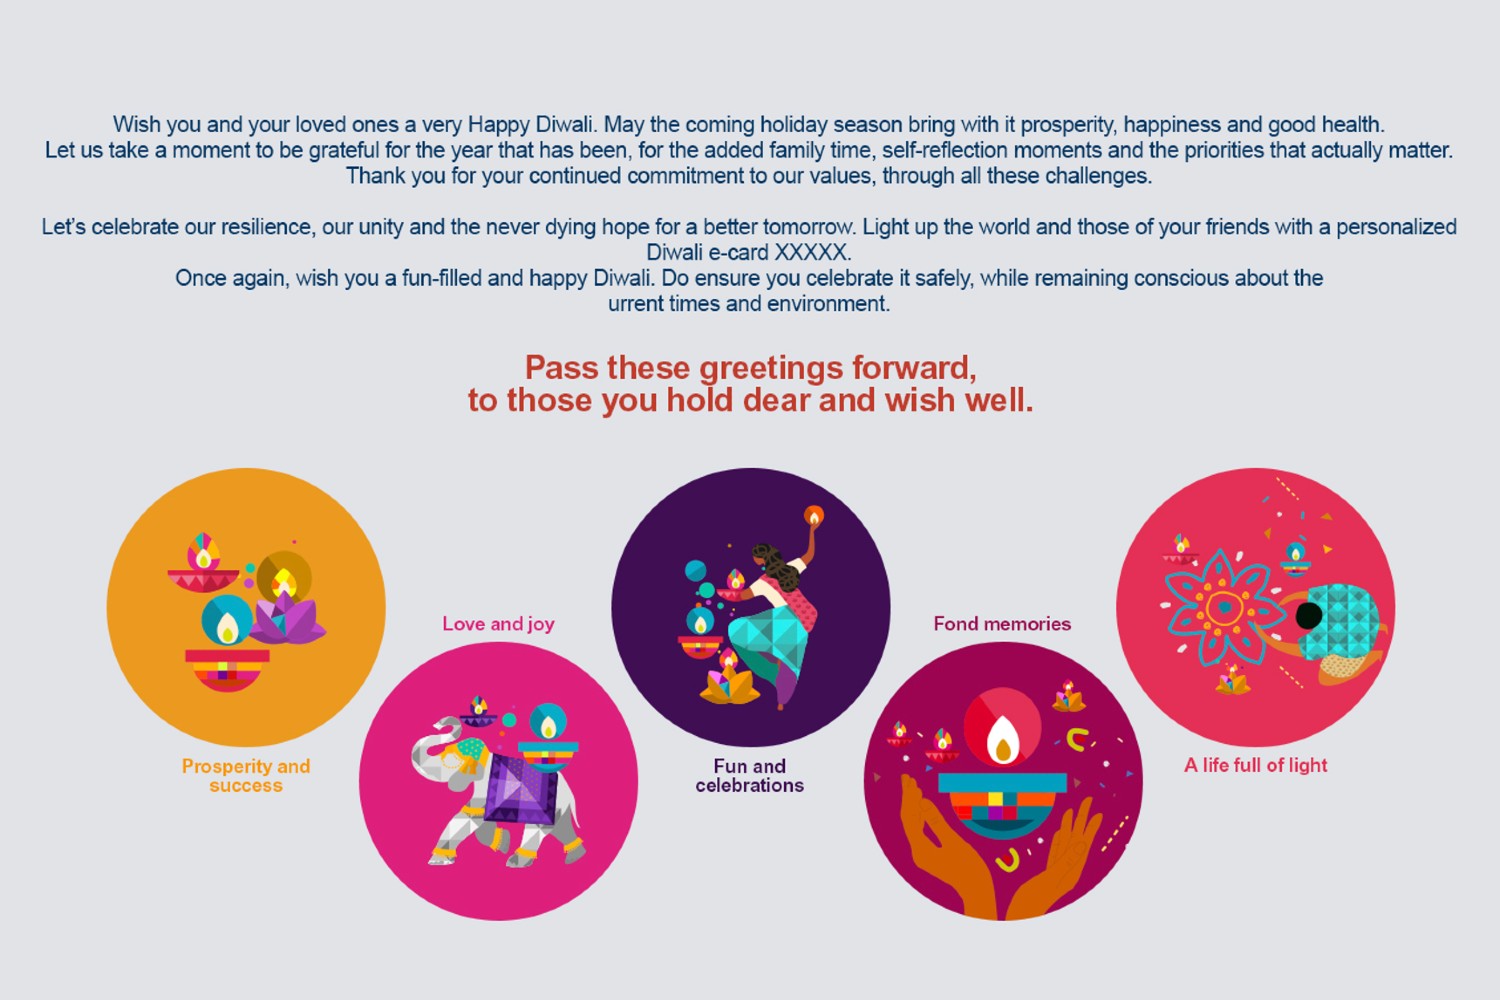 Wish you and your loved ones a very Happy Diwali. May the coming holiday season bring with it prosperity, happiness and good health.
Let us take a moment to be grateful for the year that has been, for the added family time, self-reflection moments and the priorities that actually matter.
Thank you for your continued commitment to our values, through all these challenges.
Let’s celebrate our resilience, our unity and the never dying hope for a better tomorrow. Light up the world and those of your friends with a personalized
Diwali e-card XXXXX.
Once again, wish you a fun-filled and happy Diwali. Do ensure you celebrate it safely, while remaining conscious about the
urrent times and environment.
Pass these greetings forward,
to those you hold dear and wish well.
Love and joy
Fond memories
Prosperity and
success
Fun and
celebrations
A life full of light